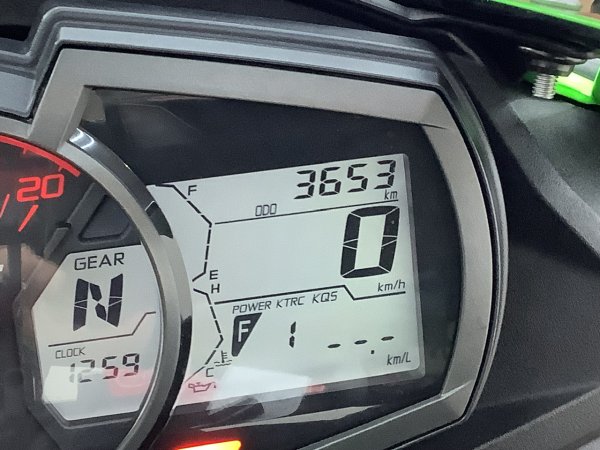 20
F
3653
ODO km
0
E
H
km/h
GEAR
N
POWER KTRC KQS
F 1 --.-
km/L
CLOCK
12:59
C